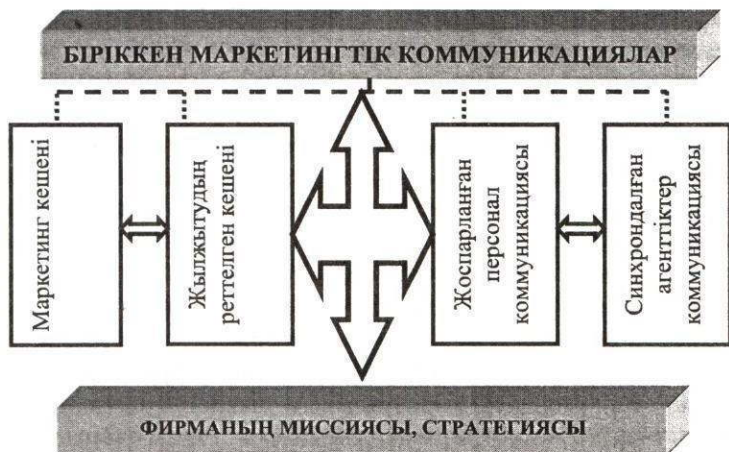 БІРІККЕН МАРКЕТИНГТІК КОММУНИКАЦИЯЛАР
Маркетинг кешені
Жылжытудың
реттелген кешені
Жоспарланған
персонал
коммуникациясы
Синхрондалған
агенттіктер
коммуникациясы
ФИРМАНЫҢ МИССИЯСЫ, СТРАТЕГИЯСЫ